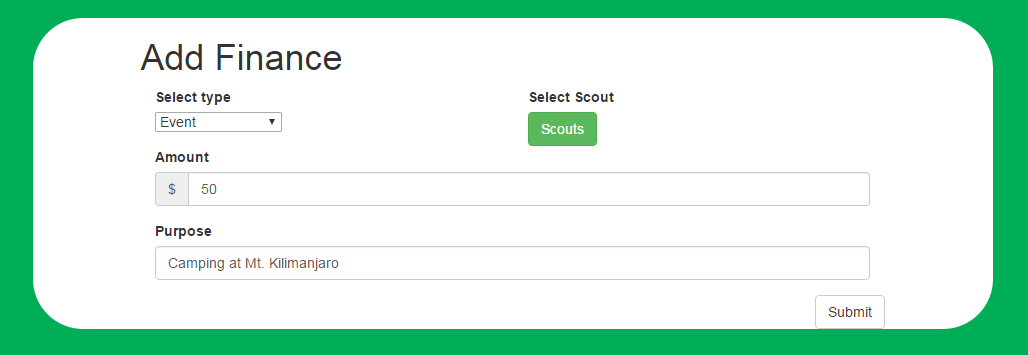 Add Finance
Select type
Select Scout
Event
Scouts
Amount
$ 50
Purpose
Camping at Mt. Kilimanjaro
Submit